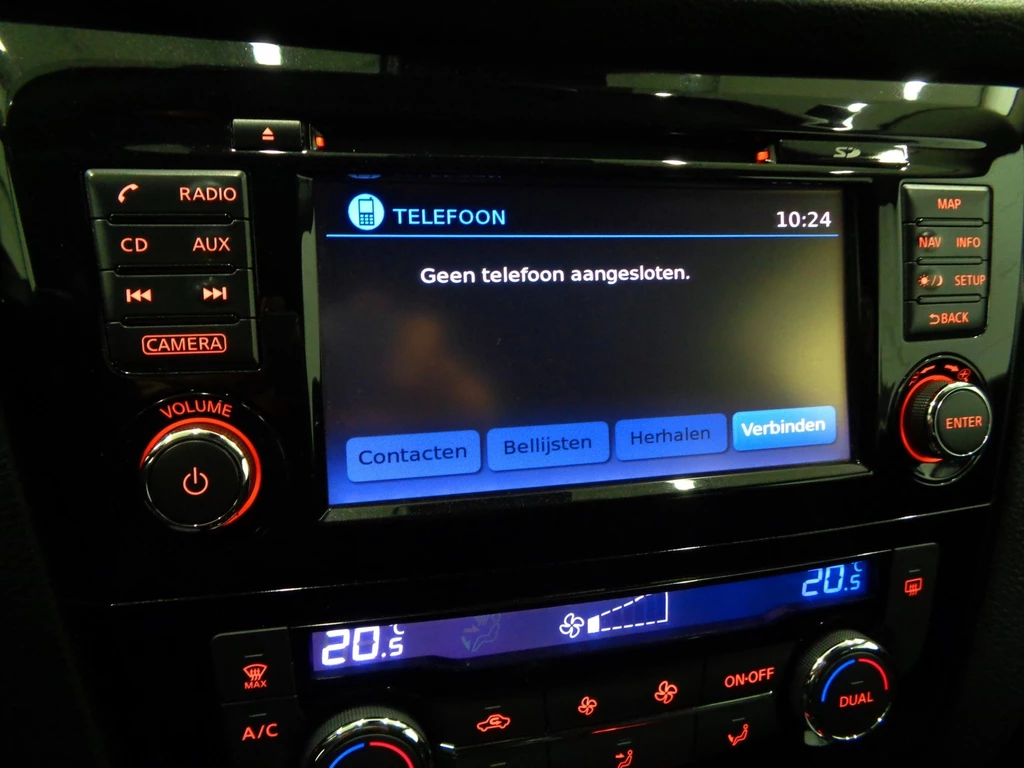 RADIO
CD AUX
CAMERA
VOLUME
TELEFOON 10:24
Geen telefoon aangesloten.
Contacten Bellijsten Herhalen Verbinden
SD
MAP
NAV INFO
SETUP
BACK
ENTER
20.5°C
20.5°C
MAX
A/C
ON·OFF
DUAL